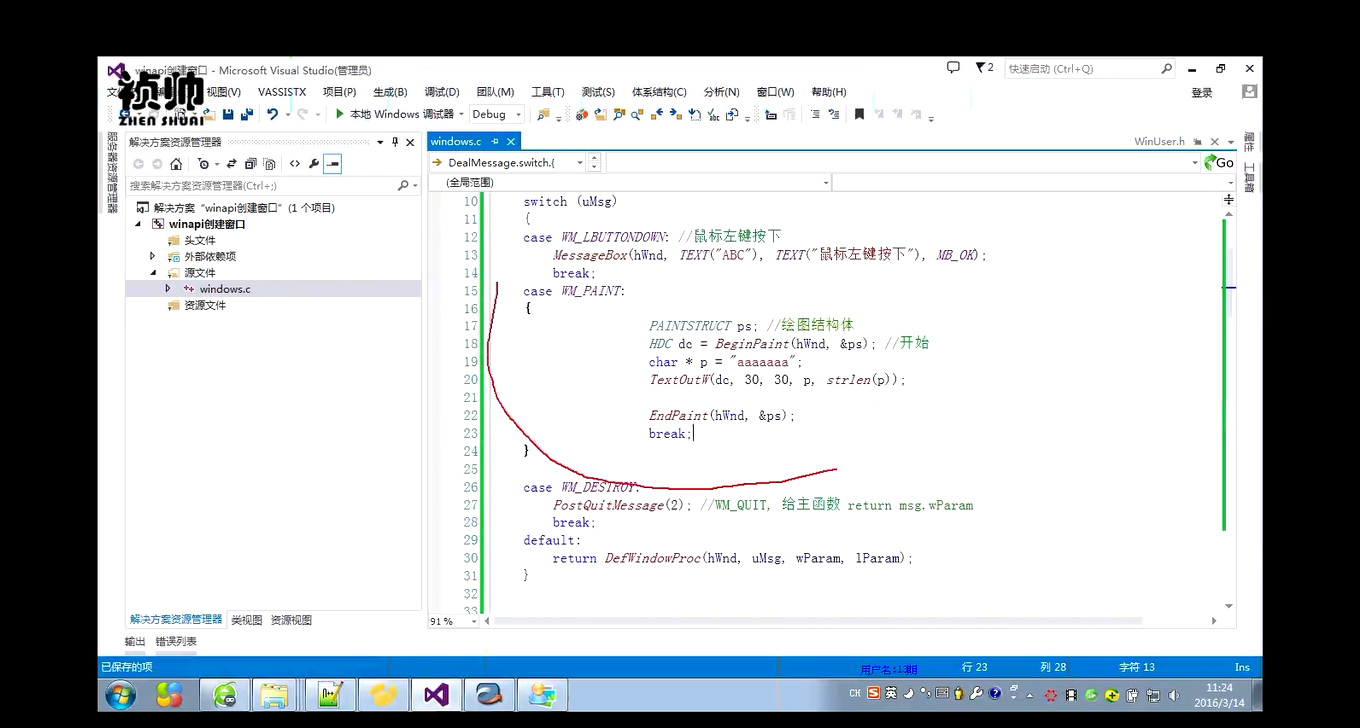 winapi创建窗口 - Microsoft Visual Studio(管理员)
2
快速启动 (Ctrl+Q)
祯帅
ZHEN SHUAI
视图(V) VASSISTX 项目(P) 生成(B) 调试(D) 团队(M) 工具(T) 测试(S) 体系结构(C) 分析(N) 窗口(W) 帮助(H)
登录
本地 Windows 调试器 Debug
服务器资源管理器
解决方案资源管理器
搜索解决方案资源管理器(Ctrl+;)
解决方案 "winapi创建窗口" (1 个项目)
winapi创建窗口
头文件
外部依赖项
源文件
windows.c
资源文件
解决方案资源管理器 类视图 资源视图
windows.c
WinUser.h
DealMessage.switch.{
Go
(全局范围)
属性
工具箱
10 switch (uMsg)
11 {
12 case WM_LBUTTONDOWN: //鼠标左键按下
13 MessageBox(hWnd, TEXT("ABC"), TEXT("鼠标左键按下"), MB_OK);
14 break;
15 case WM_PAINT:
16 {
17 PAINTSTRUCT ps; //绘图结构体
18 HDC dc = BeginPaint(hWnd, &ps); //开始
19 char * p = "aaaaaaa";
20 TextOutW(dc, 30, 30, p, strlen(p));
21
22 EndPaint(hWnd, &ps);
23 break;
24 }
25
26 case WM_DESTROY:
27 PostQuitMessage(2); //WM_QUIT, 给主函数 return msg.wParam
28 break;
29 default:
30 return DefWindowProc(hWnd, uMsg, wParam, lParam);
31 }
32
33
91 %
输出 错误列表
已保存的项
用户名:13期
行 23 列 28 字符 13 Ins
CH
英
11:24
2016/3/14